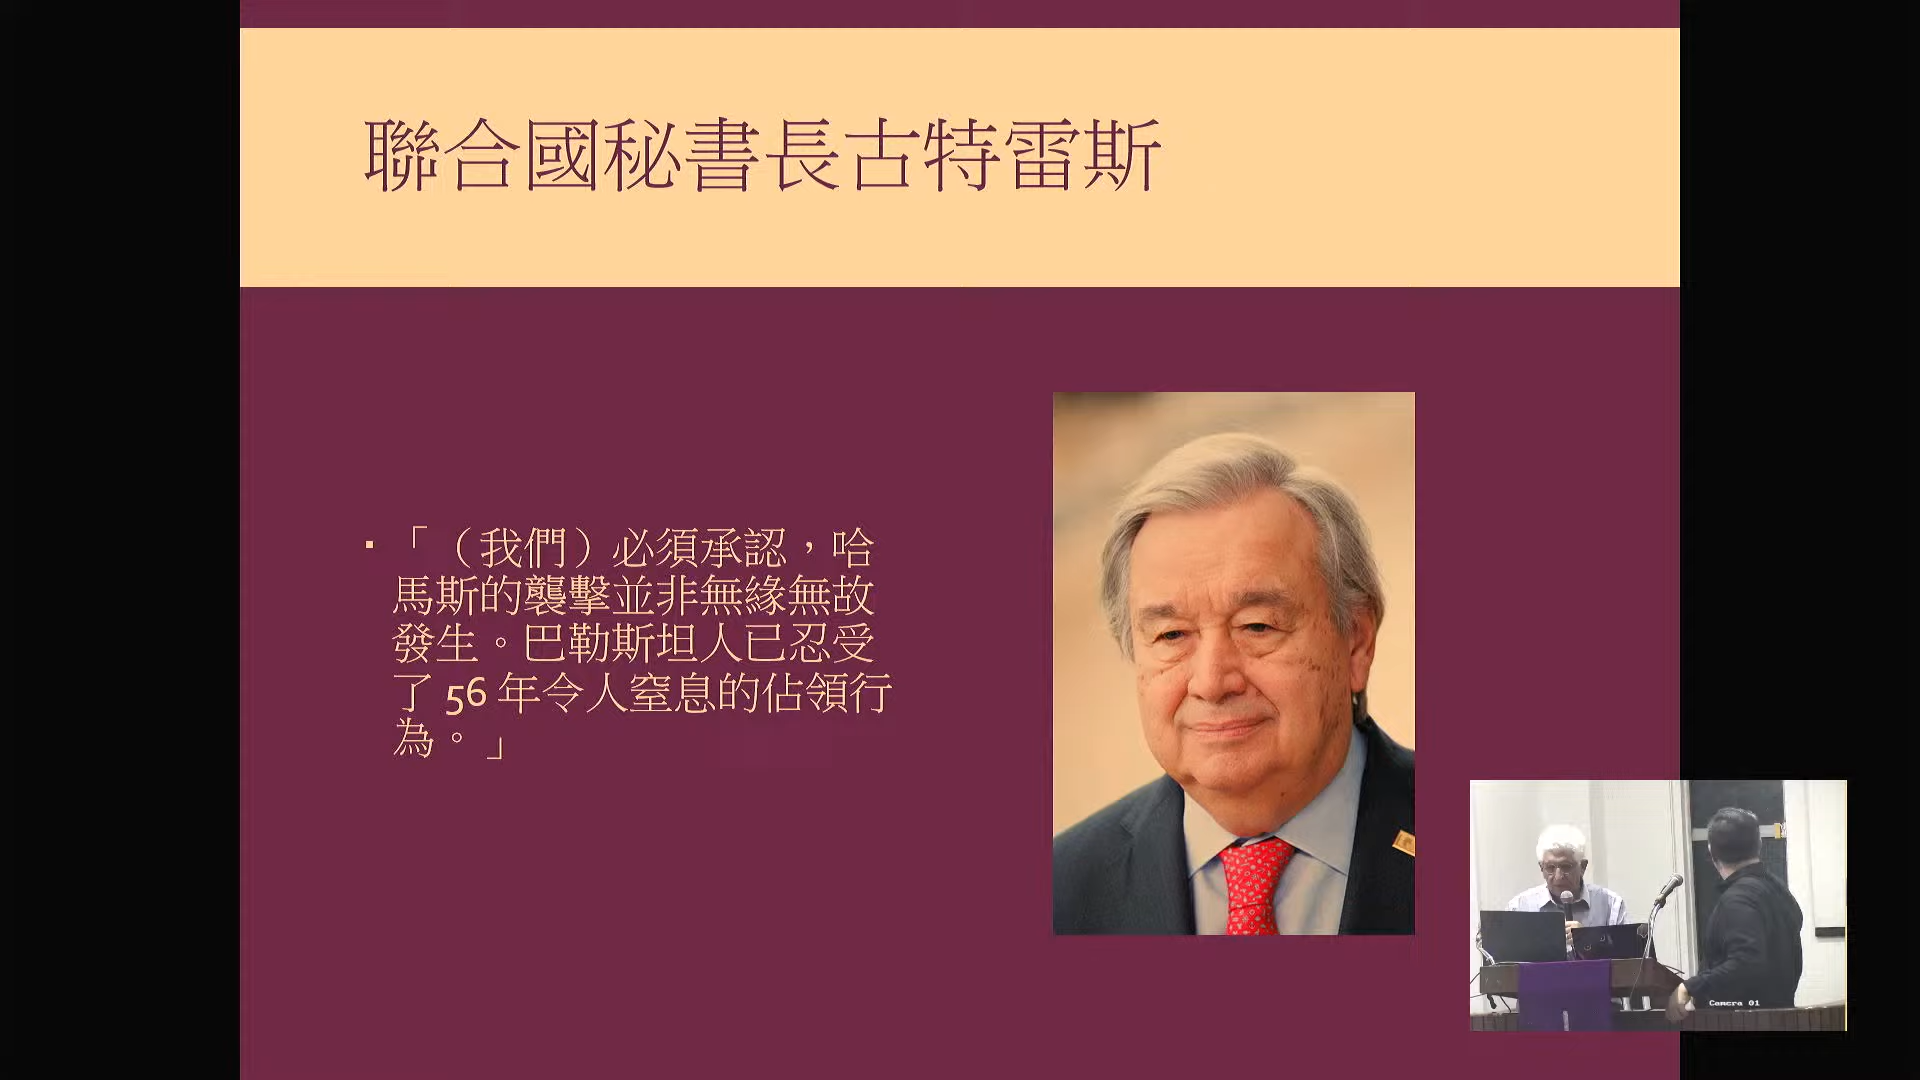 聯合國秘書長古特雷斯
▪「（我們）必須承認，哈
馬斯的襲擊並非無緣無故
發生。巴勒斯坦人已忍受
了 56 年令人窒息的佔領行
為。」
Camera 01